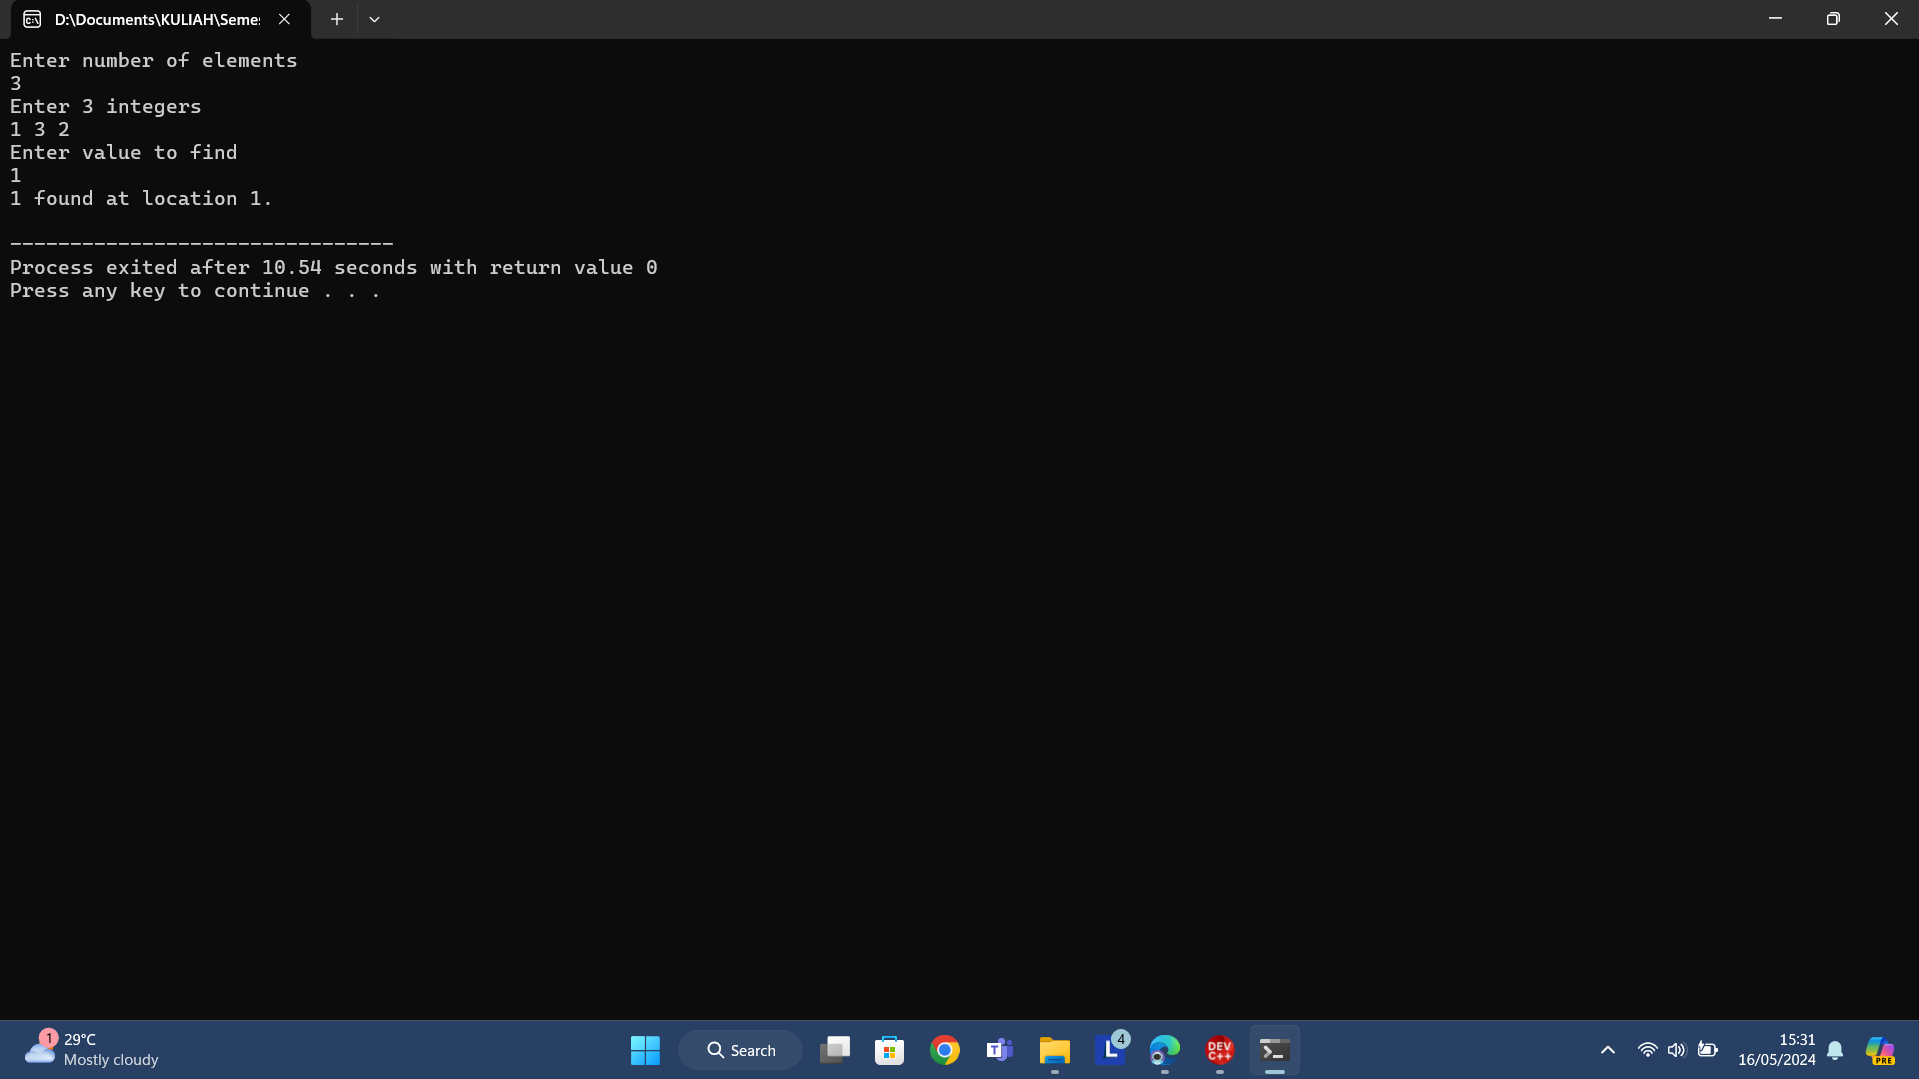 D:\Documents\KULIAH\Seme
Enter number of elements
3
Enter 3 integers
1 3 2
Enter value to find
1
1 found at location 1.
--------------------------------
Process exited after 10.54 seconds with return value 0
Press any key to continue . . .
1
29°C
Mostly cloudy
Search
T
L
4
DEV
C++
15:31
16/05/2024
PRE